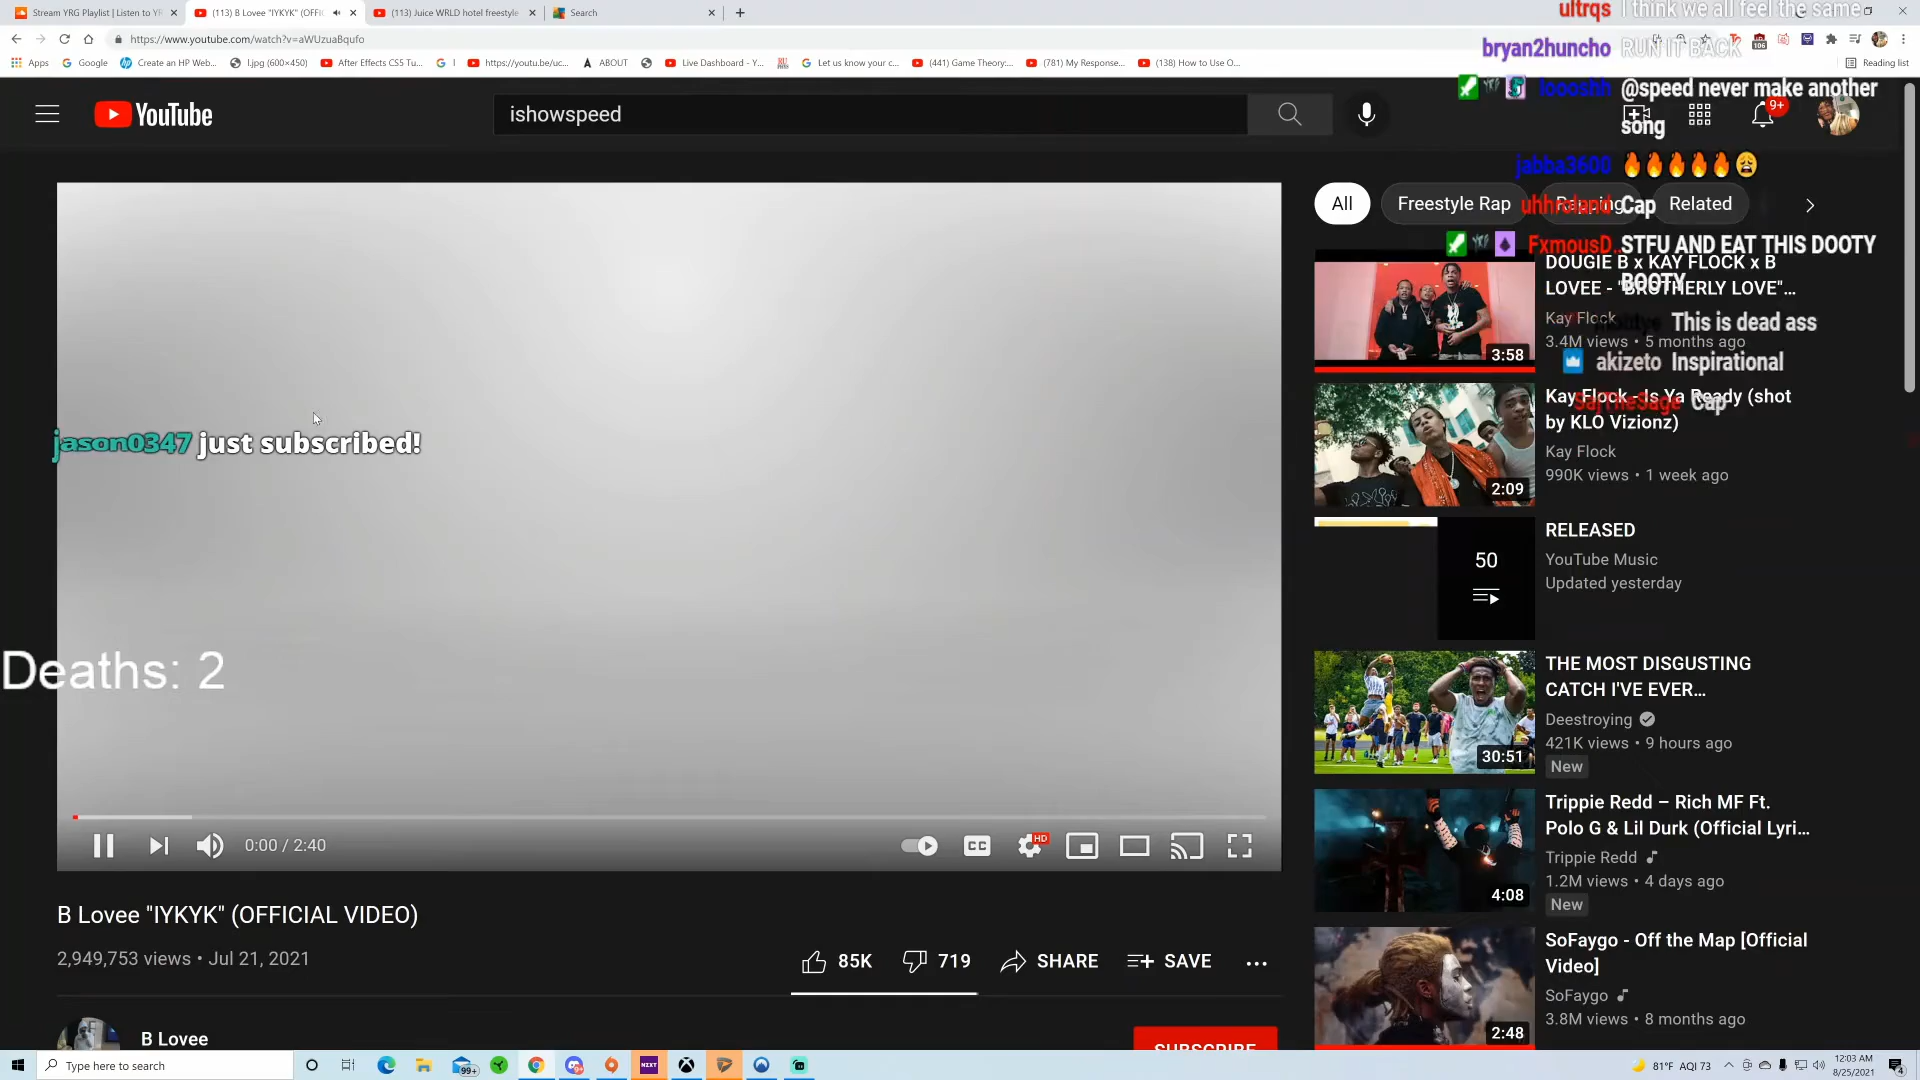 Stream YRG Playlist | Listen to YR
(113) B Lovee "IYKYK" (OFFIC
(113) Juice WRLD hotel freestyle
Search
https://www.youtube.com/watch?v=aWUzuaBqufo
Apps
Google
Create an HP Web...
l.jpg (600×450)
After Effects CS5 Tu...
https://youtu.be/uc...
ABOUT
Live Dashboard - Y...
Let us know your c...
(441) Game Theory:...
(781) My Response...
(138) How to Use O...
Reading list
106
YouTube
ishowspeed
9+
ultrqs I think we all feel the same
bryan2huncho RUN IT BACK
loooshh @speed never make another
song
jabba3600
Cap
FxmousD.. STFU AND EAT THIS DOOTY
BOOTY
This is dead ass
akizeto Inspirational
SajTheSage Cap
All
Freestyle Rap
Rapping
Related
DOUGIE B x KAY FLOCK x B
LOVEE - "BROTHERLY LOVE"...
Kay Flock
3.4M views • 5 months ago
3:58
Kay Flock - Is Ya Ready (shot
by KLO Vizionz)
Kay Flock
990K views • 1 week ago
2:09
RELEASED
YouTube Music
Updated yesterday
50
THE MOST DISGUSTING
CATCH I'VE EVER...
Deestroying
421K views • 9 hours ago
New
30:51
Trippie Redd – Rich MF Ft.
Polo G & Lil Durk (Official Lyri...
Trippie Redd
1.2M views • 4 days ago
New
4:08
SoFaygo - Off the Map [Official
Video]
SoFaygo
3.8M views • 8 months ago
2:48
jason0347 just subscribed!
Deaths: 2
0:00 / 2:40
CC
HD
B Lovee "IYKYK" (OFFICIAL VIDEO)
2,949,753 views • Jul 21, 2021
85K
719
SHARE
SAVE
B Lovee
SUBSCRIBE
Type here to search
99+
NZXT
81°F AQI 73
12:03 AM
8/25/2021
4